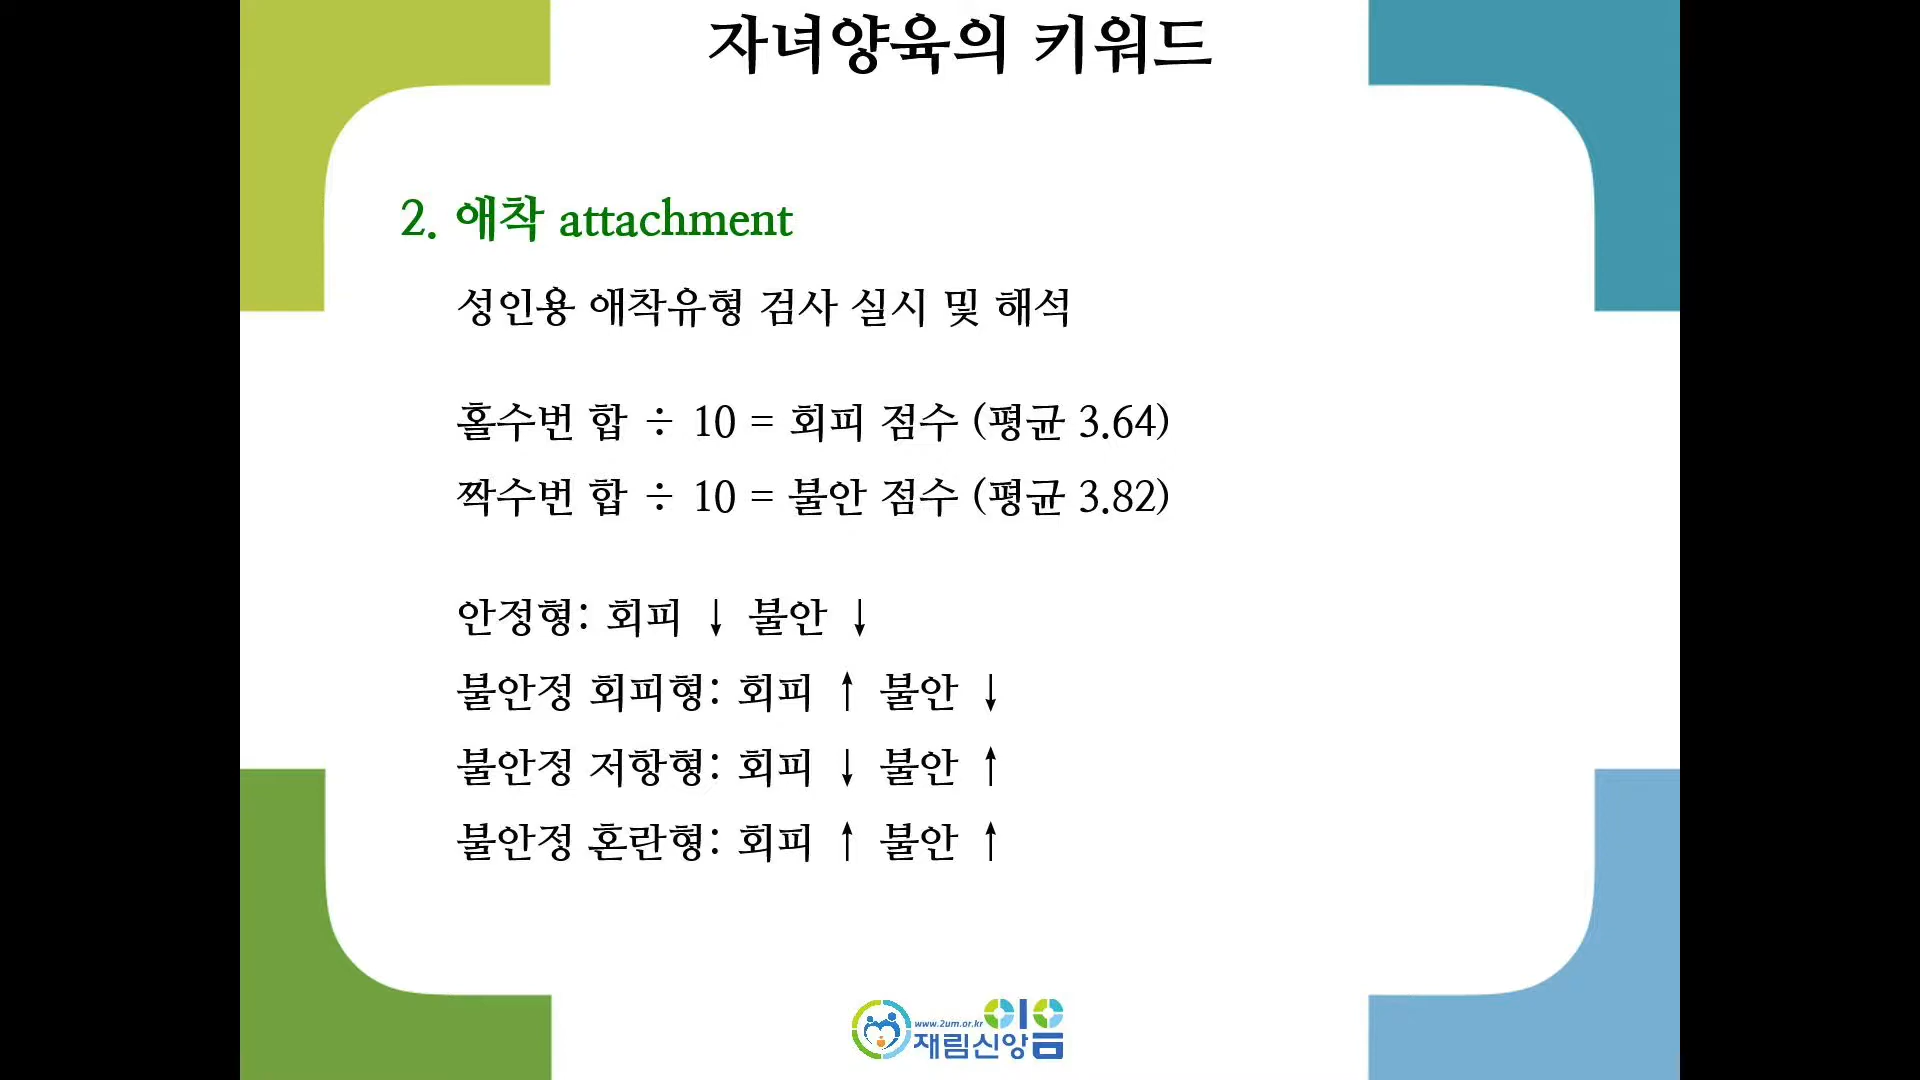 자녀양육의 키워드
2. 애착 attachment
성인용 애착유형 검사 실시 및 해석
홀수번 합 ÷ 10 = 회피 점수 (평균 3.64)
짝수번 합 ÷ 10 = 불안 점수 (평균 3.82)
안정형: 회피 ↓ 불안 ↓
불안정 회피형: 회피 ↑ 불안 ↓
불안정 저항형: 회피 ↓ 불안 ↑
불안정 혼란형: 회피 ↑ 불안 ↑
www.2um.or.kr
재림신앙 이음